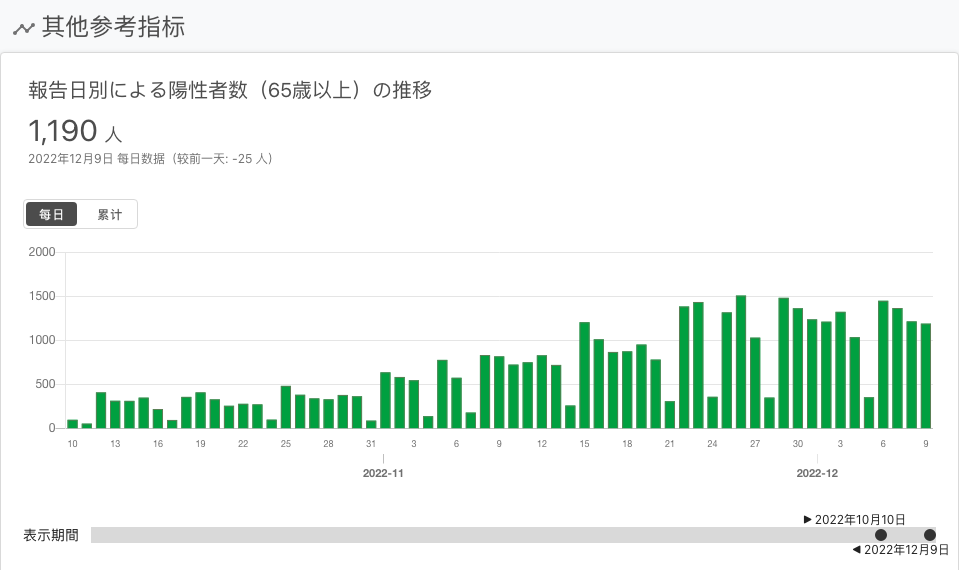 其他参考指标
報告日別による陽性者数（65歳以上）の推移
1,190 人
2022年12月9日 每日数据（较前一天: -25 人）
每日 累计
2000
1500
1000
500
0
10 13 16 19 22 25 28 31 3 6 9 12 15 18 21 24 27 30 3 6 9
2022-11 2022-12
2022年10月10日
表示期間
2022年12月9日